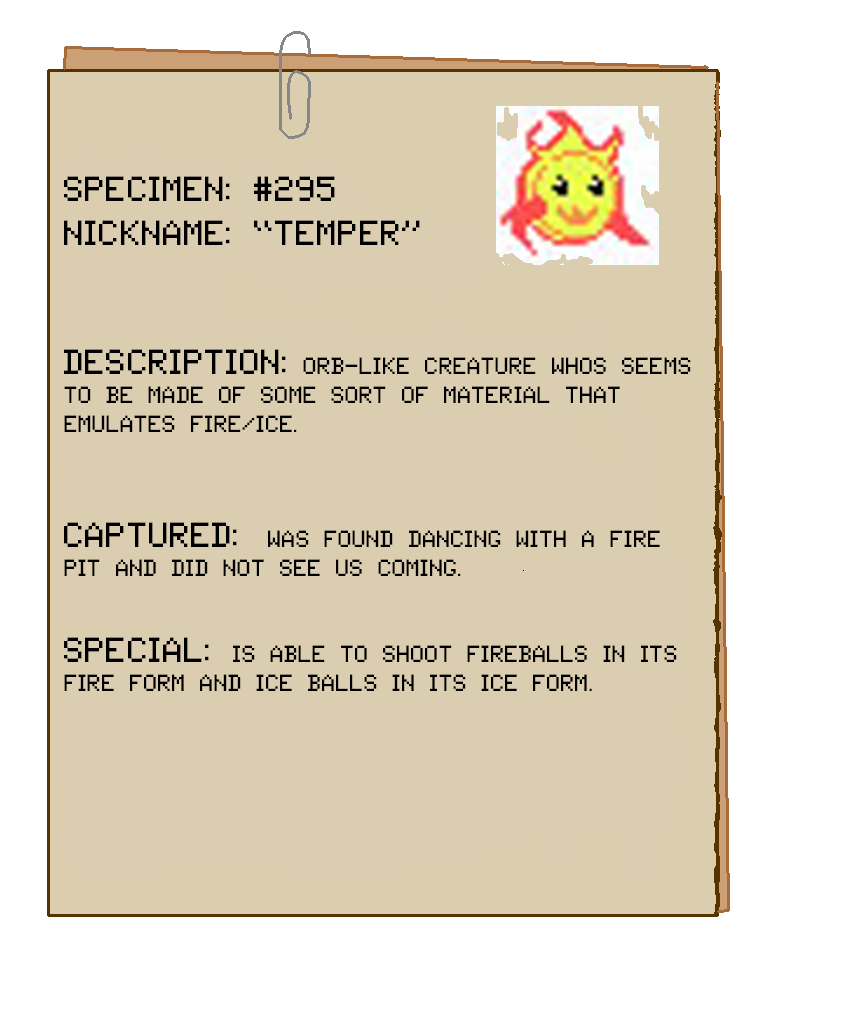 SPECIMEN: #295
NICKNAME: "TEMPER"
DESCRIPTION: ORB-LIKE CREATURE WHOS SEEMS
TO BE MADE OF SOME SORT OF MATERIAL THAT
EMULATES FIRE/ICE.
CAPTURED: WAS FOUND DANCING WITH A FIRE
PIT AND DID NOT SEE US COMING.
SPECIAL: IS ABLE TO SHOOT FIREBALLS IN ITS
FIRE FORM AND ICE BALLS IN ITS ICE FORM.